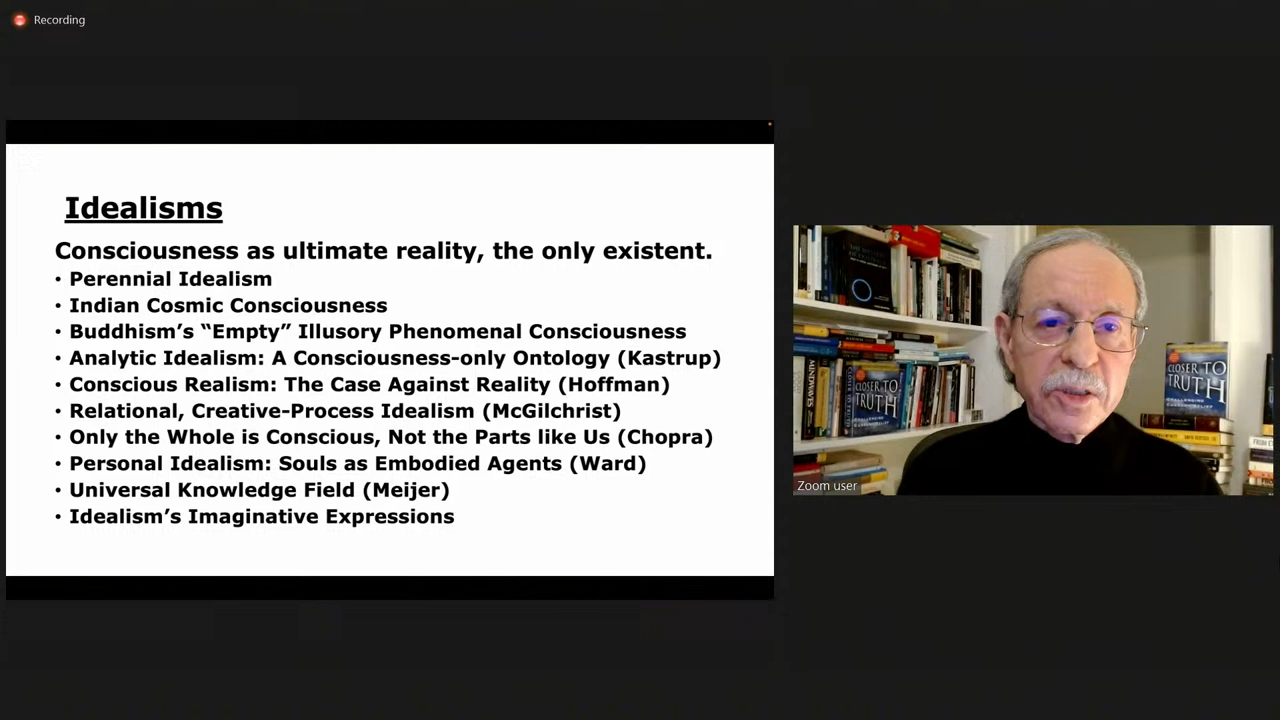 Recording
Idealisms
Consciousness as ultimate reality, the only existent.
• Perennial Idealism
• Indian Cosmic Consciousness
• Buddhism’s “Empty” Illusory Phenomenal Consciousness
• Analytic Idealism: A Consciousness-only Ontology (Kastrup)
• Conscious Realism: The Case Against Reality (Hoffman)
• Relational, Creative-Process Idealism (McGilchrist)
• Only the Whole is Conscious, Not the Parts like Us (Chopra)
• Personal Idealism: Souls as Embodied Agents (Ward)
• Universal Knowledge Field (Meijer)
• Idealism’s Imaginative Expressions
MINDWAVES
CLOSER TO
TRUTH
CLOSER TO
TRUTH
CHALLENGING
Zoom user